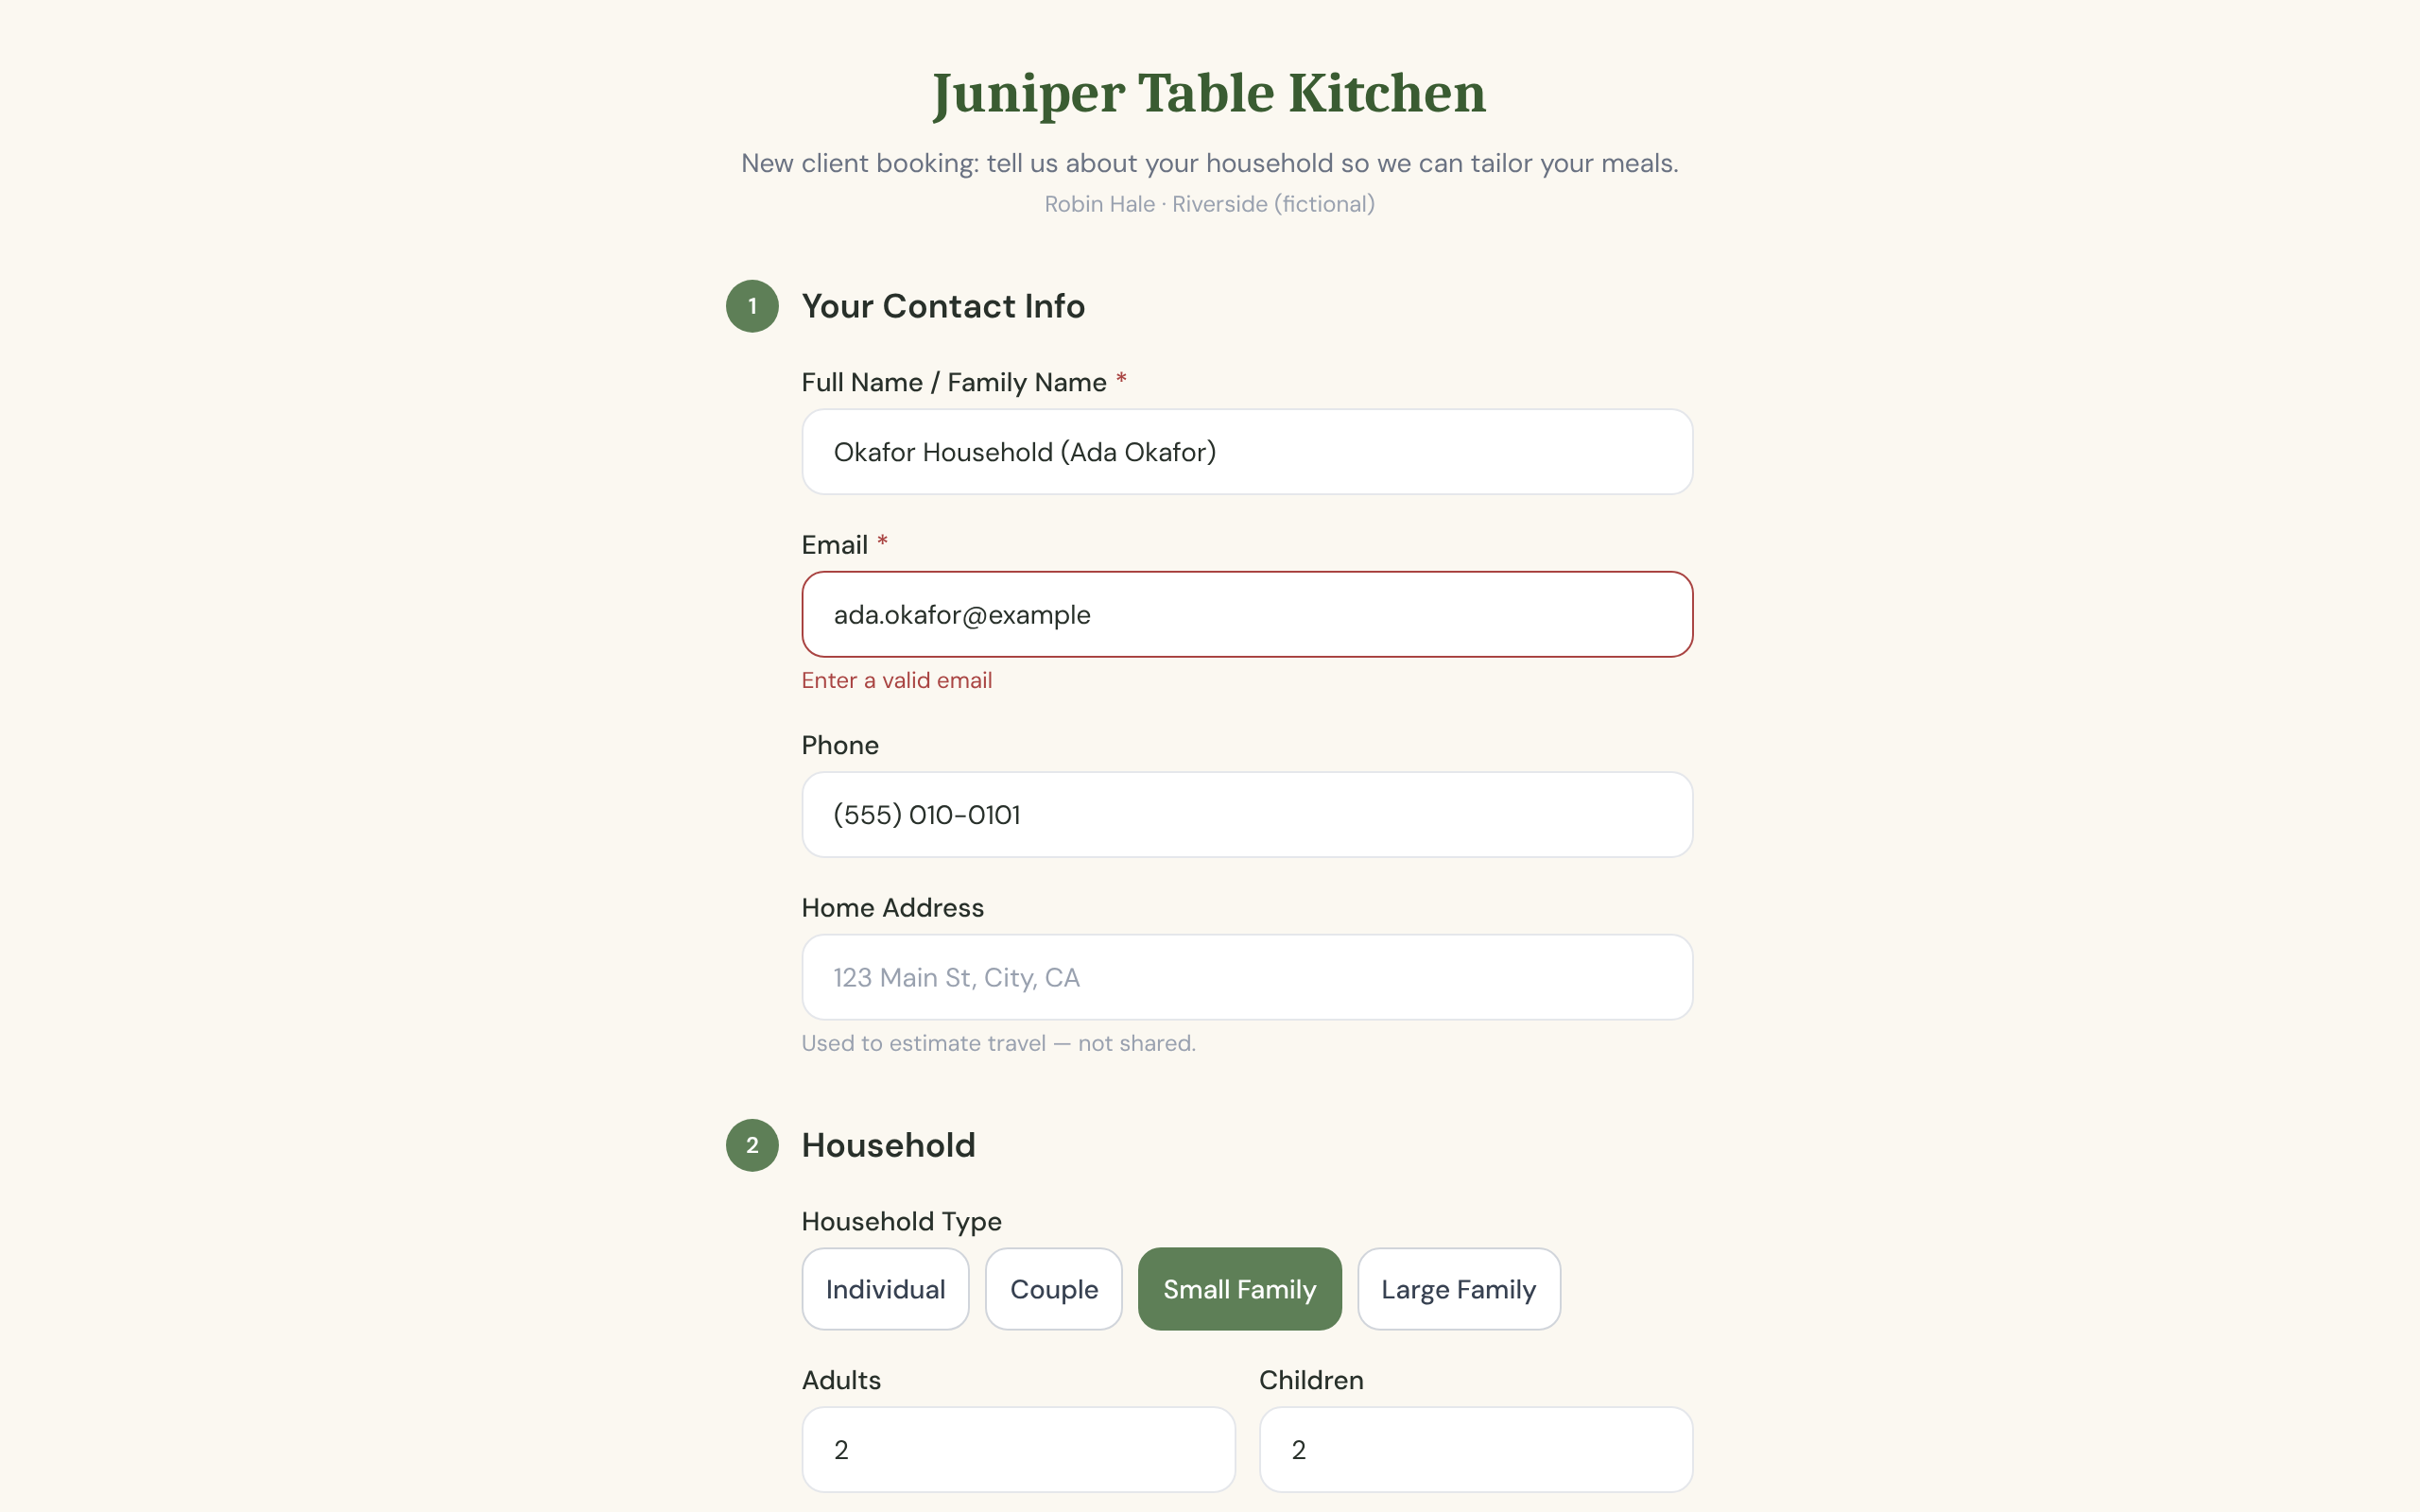 Juniper Table Kitchen
New client booking: tell us about your household so we can tailor your meals.
Robin Hale · Riverside (fictional)
1 Your Contact Info
Full Name / Family Name *
Okafor Household (Ada Okafor)
Email *
ada.okafor@example
Enter a valid email
Phone
(555) 010-0101
Home Address
123 Main St, City, CA
Used to estimate travel — not shared.
2 Household
Household Type
Individual Couple Small Family Large Family
Adults Children
2 2